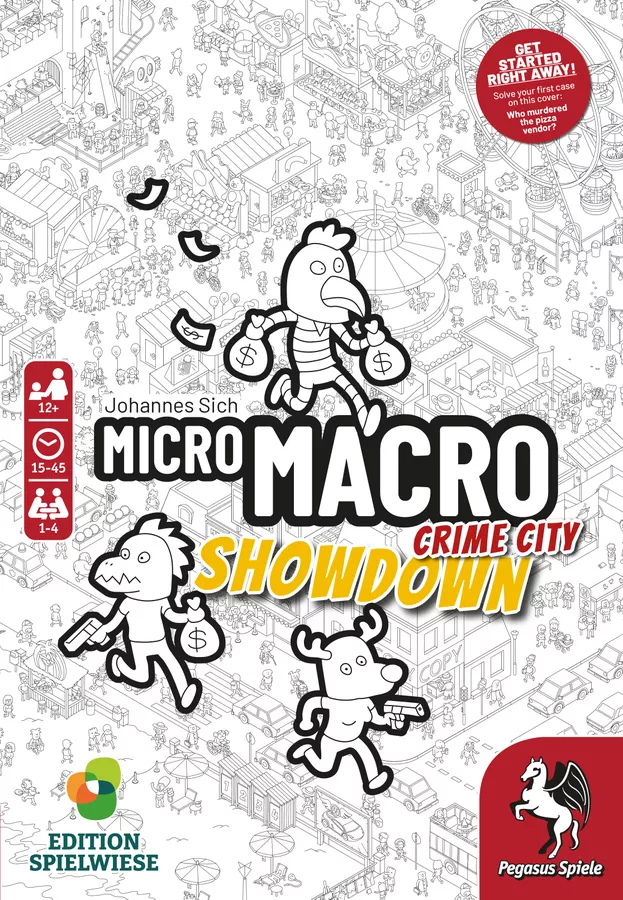 GET
STARTED
RIGHT AWAY!
Solve your first case
on this cover:
Who murdered
the pizza
vendor?
$
$
$
12+
15-45
1-4
Johannes Sich
MICRO MACRO
CRIME CITY
SHOWDOWN
$
COPY
EDITION
SPIELWIESE
Pegasus Spiele